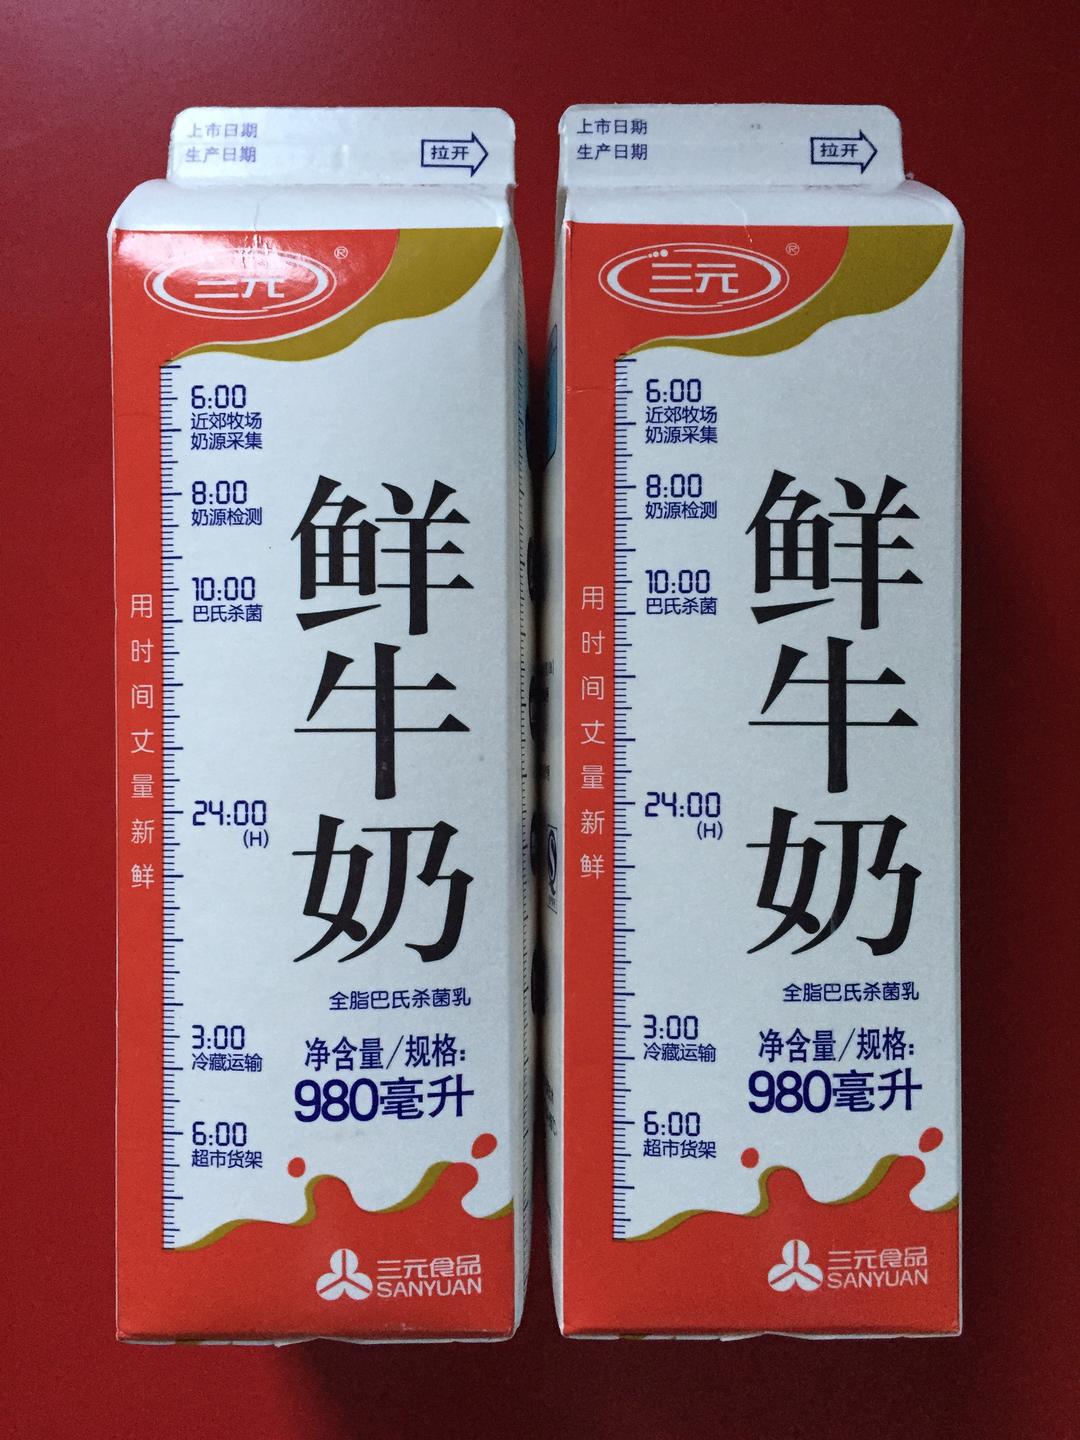 上市日期
生产日期
拉开
三元®
6:00
近郊牧场
奶源采集
8:00
奶源检测
10:00
巴氏杀菌
24:00
(H)
3:00
冷藏运输
6:00
超市货架
用时间丈量新鲜
鲜牛奶
全脂巴氏杀菌乳
净含量/规格:
980毫升
三元食品
SANYUAN
上市日期
生产日期
拉开
三元®
6:00
近郊牧场
奶源采集
8:00
奶源检测
10:00
巴氏杀菌
24:00
(H)
3:00
冷藏运输
6:00
超市货架
用时间丈量新鲜
鲜牛奶
全脂巴氏杀菌乳
净含量/规格:
980毫升
三元食品
SANYUAN